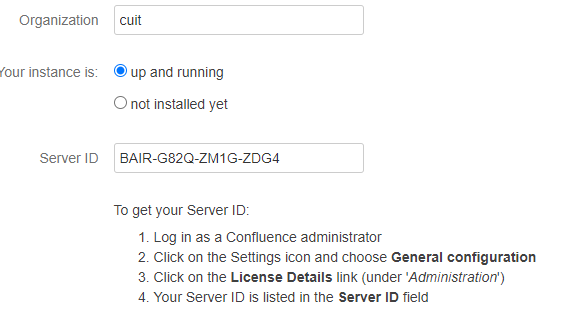 Organization cuit
Your instance is: up and running
not installed yet
Server ID BAIR-G82Q-ZM1G-ZDG4
To get your Server ID:
1. Log in as a Confluence administrator
2. Click on the Settings icon and choose General configuration
3. Click on the License Details link (under 'Administration')
4. Your Server ID is listed in the Server ID field